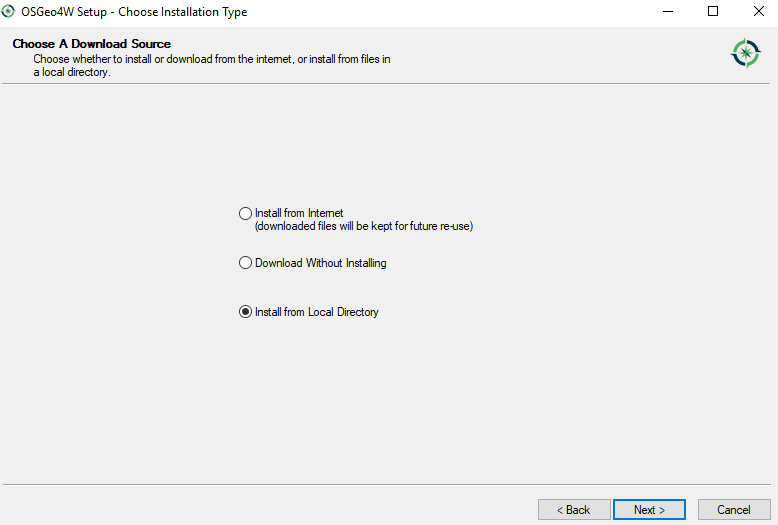 OSGeo4W Setup - Choose Installation Type
Choose A Download Source
Choose whether to install or download from the internet, or install from files in
a local directory.
Install from Internet
(downloaded files will be kept for future re-use)
Download Without Installing
Install from Local Directory
< Back
Next >
Cancel